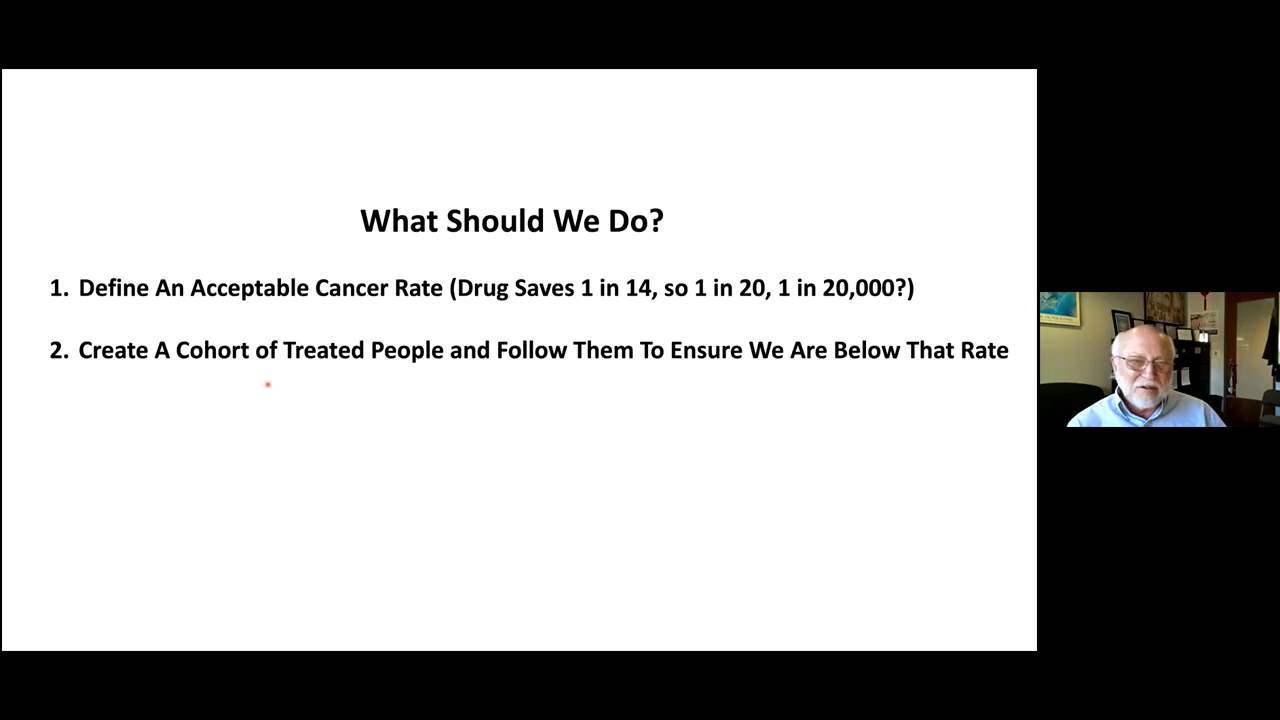 What Should We Do?
1. Define An Acceptable Cancer Rate (Drug Saves 1 in 14, so 1 in 20, 1 in 20,000?)
2. Create A Cohort of Treated People and Follow Them To Ensure We Are Below That Rate